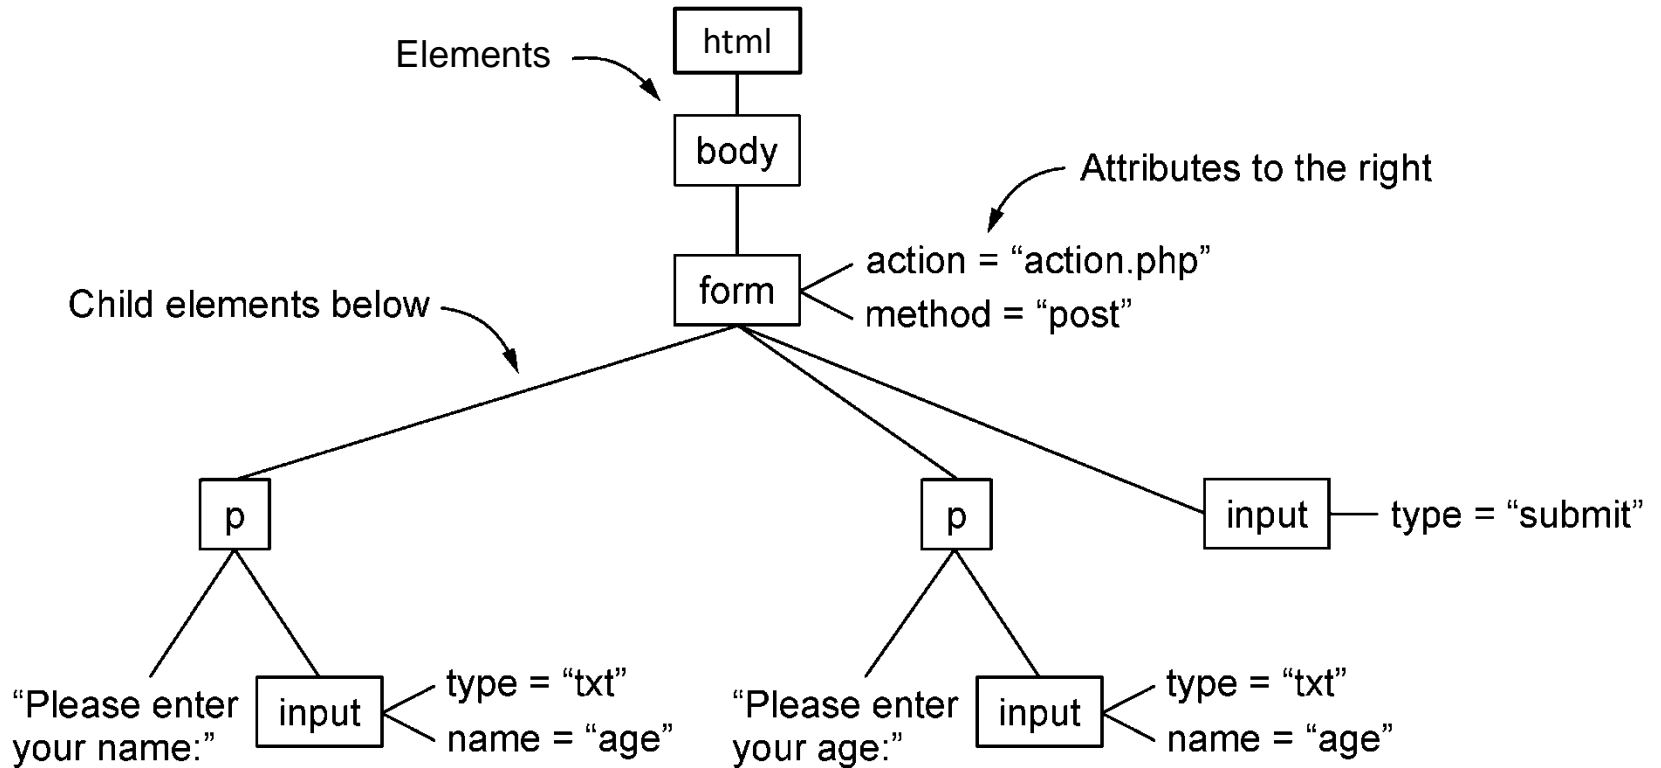 html
Elements
body
Attributes to the right
action = “action.php”
form
method = “post”
Child elements below
p
p
input
type = “submit”
“Please enter
your name:”
input
type = “txt”
name = “age”
“Please enter
your age:”
input
type = “txt”
name = “age”